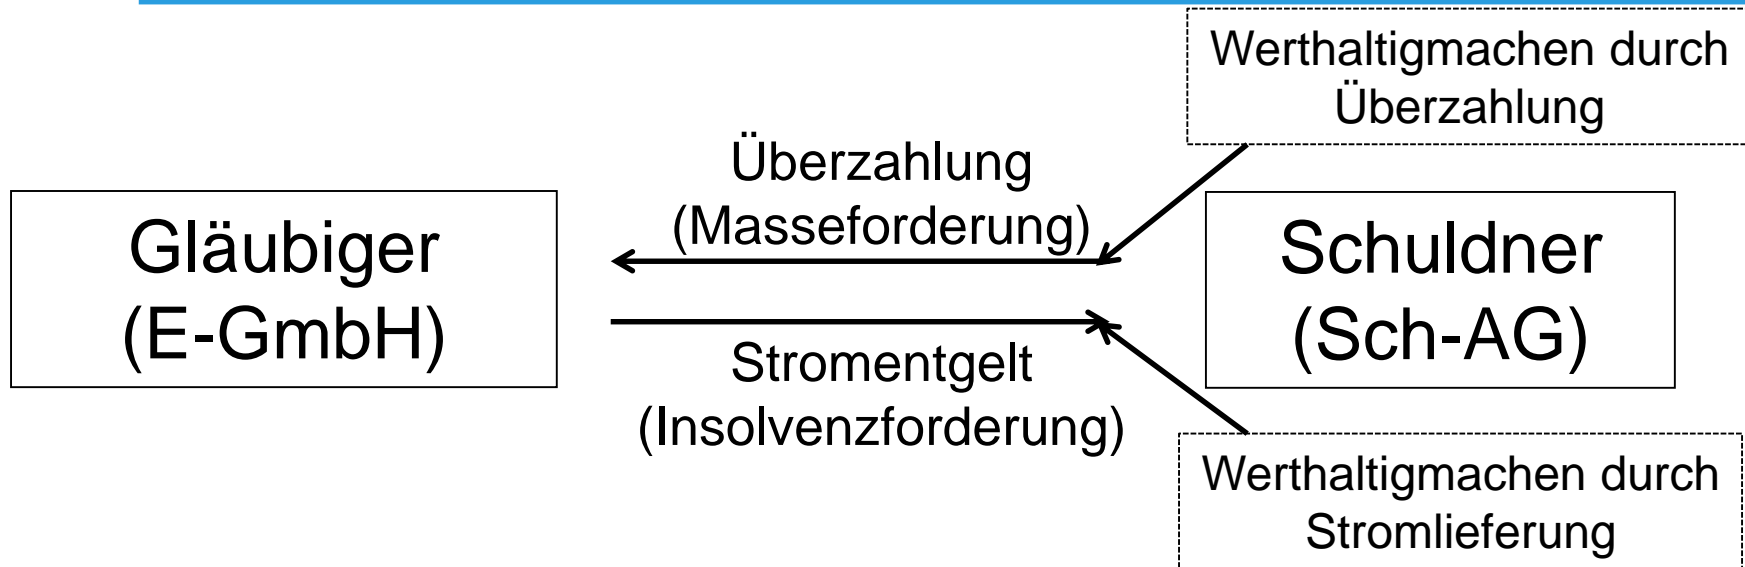 Werthaltigmachen durch
Überzahlung
Überzahlung
(Masseforderung)
Gläubiger
(E-GmbH)
Schuldner
(Sch-AG)
Stromentgelt
(Insolvenzforderung)
Werthaltigmachen durch
Stromlieferung